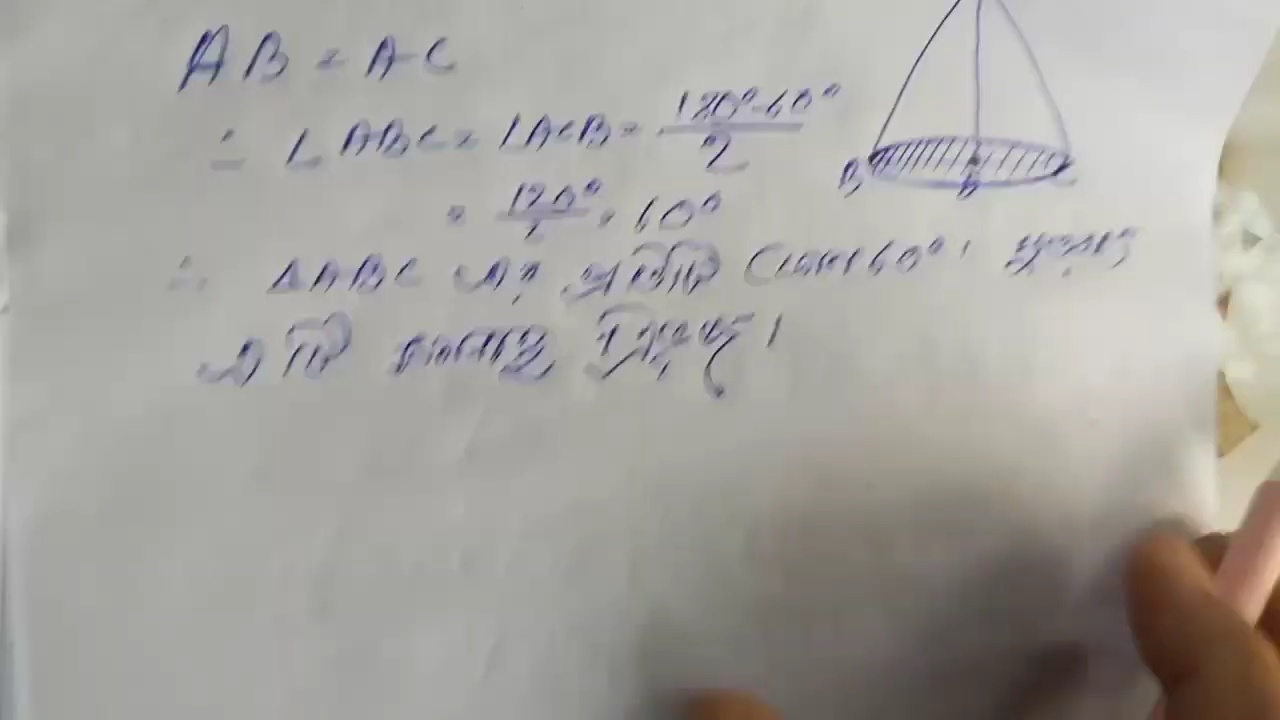 AB = AC
∴ ∠ABC = ∠ACB = (180° - 60°)/2
= 120°/2 = 60°
∴ ΔABC এর প্রতিটি কোণ 60°। সুতরাং
এটি সমবাহু ত্রিভুজ।
B D C